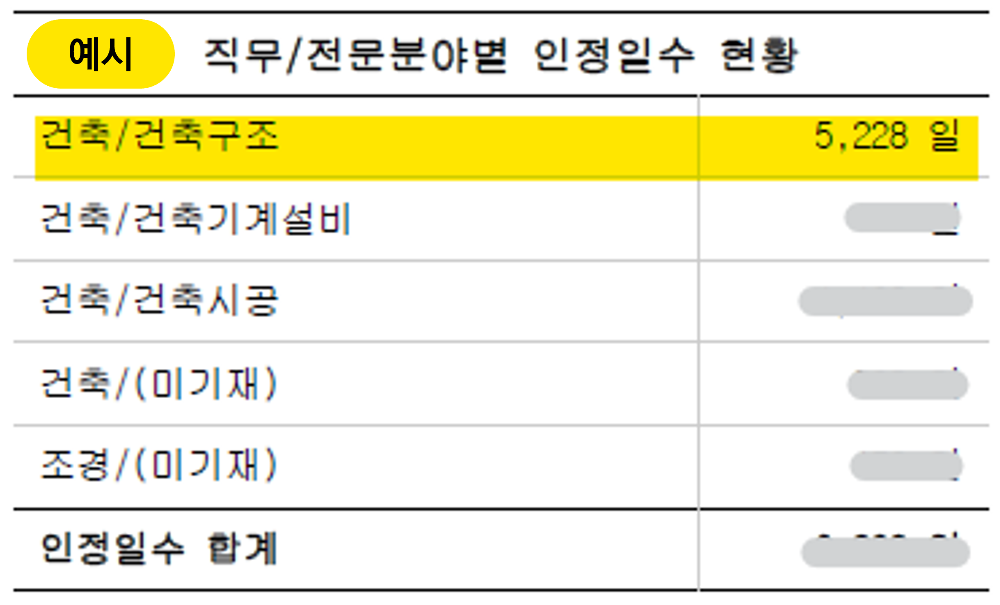 예시 직무/전문분야별 인정일수 현황
건축/건축구조 5,228 일
건축/건축기계설비
건축/건축시공
건축/(미기재)
조경/(미기재)
인정일수 합계